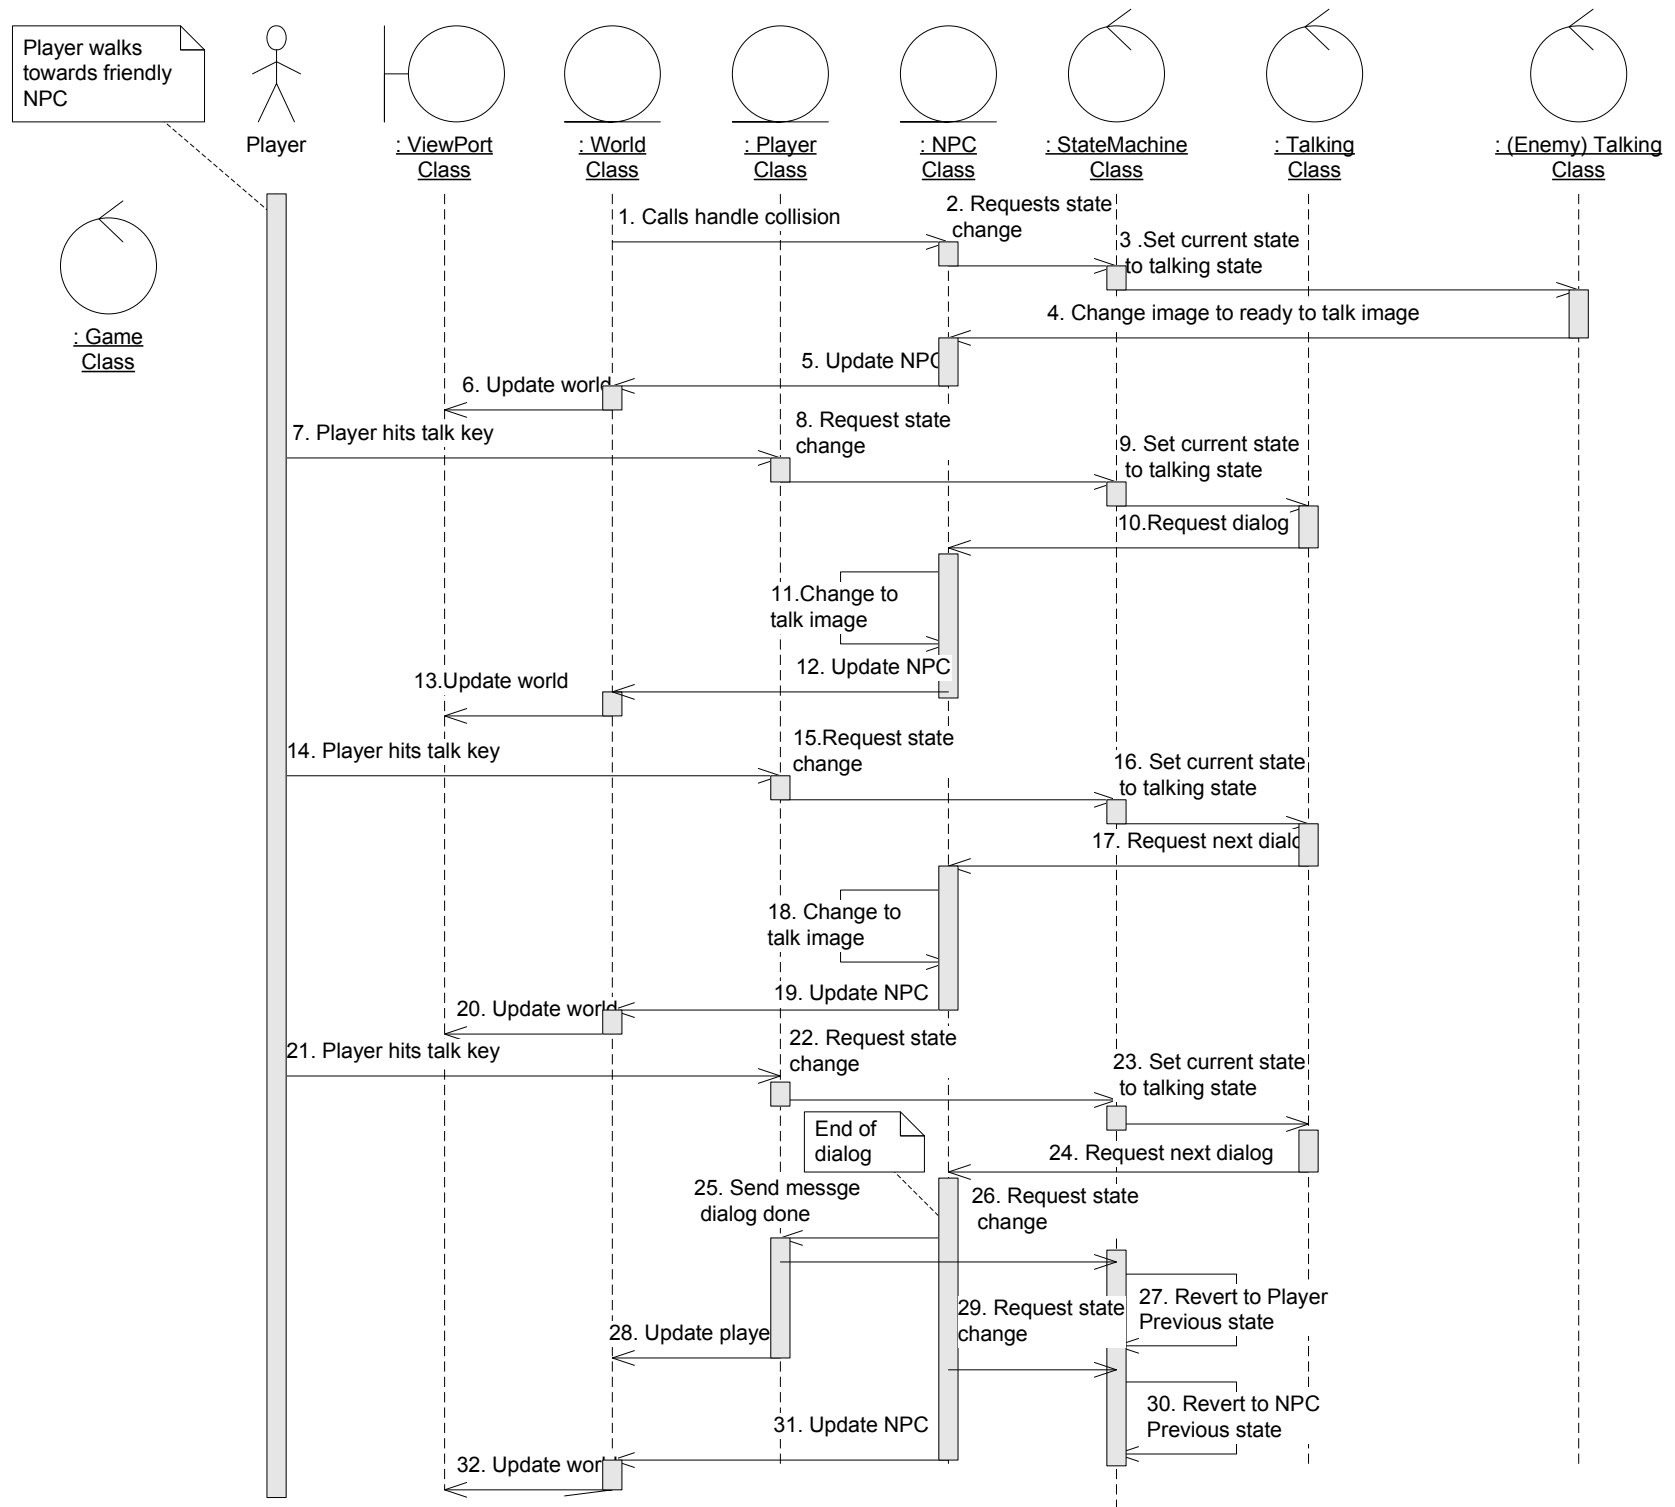 Player walks
towards friendly
NPC
Player
: ViewPort
Class
: World
Class
: Player
Class
: NPC
Class
: StateMachine
Class
: Talking
Class
: (Enemy) Talking
Class
: Game
Class
1. Calls handle collision
2. Requests state
change
3 .Set current state
to talking state
4. Change image to ready to talk image
5. Update NPC
6. Update world
7. Player hits talk key
8. Request state
change
9. Set current state
to talking state
10.Request dialog
11.Change to
talk image
12. Update NPC
13.Update world
14. Player hits talk key
15.Request state
change
16. Set current state
to talking state
17. Request next dialo
18. Change to
talk image
19. Update NPC
20. Update world
21. Player hits talk key
22. Request state
change
23. Set current state
to talking state
End of
dialog
24. Request next dialog
25. Send messge
dialog done
26. Request state
change
27. Revert to Player
Previous state
28. Update playe
29. Request state
change
30. Revert to NPC
Previous state
31. Update NPC
32. Update worl